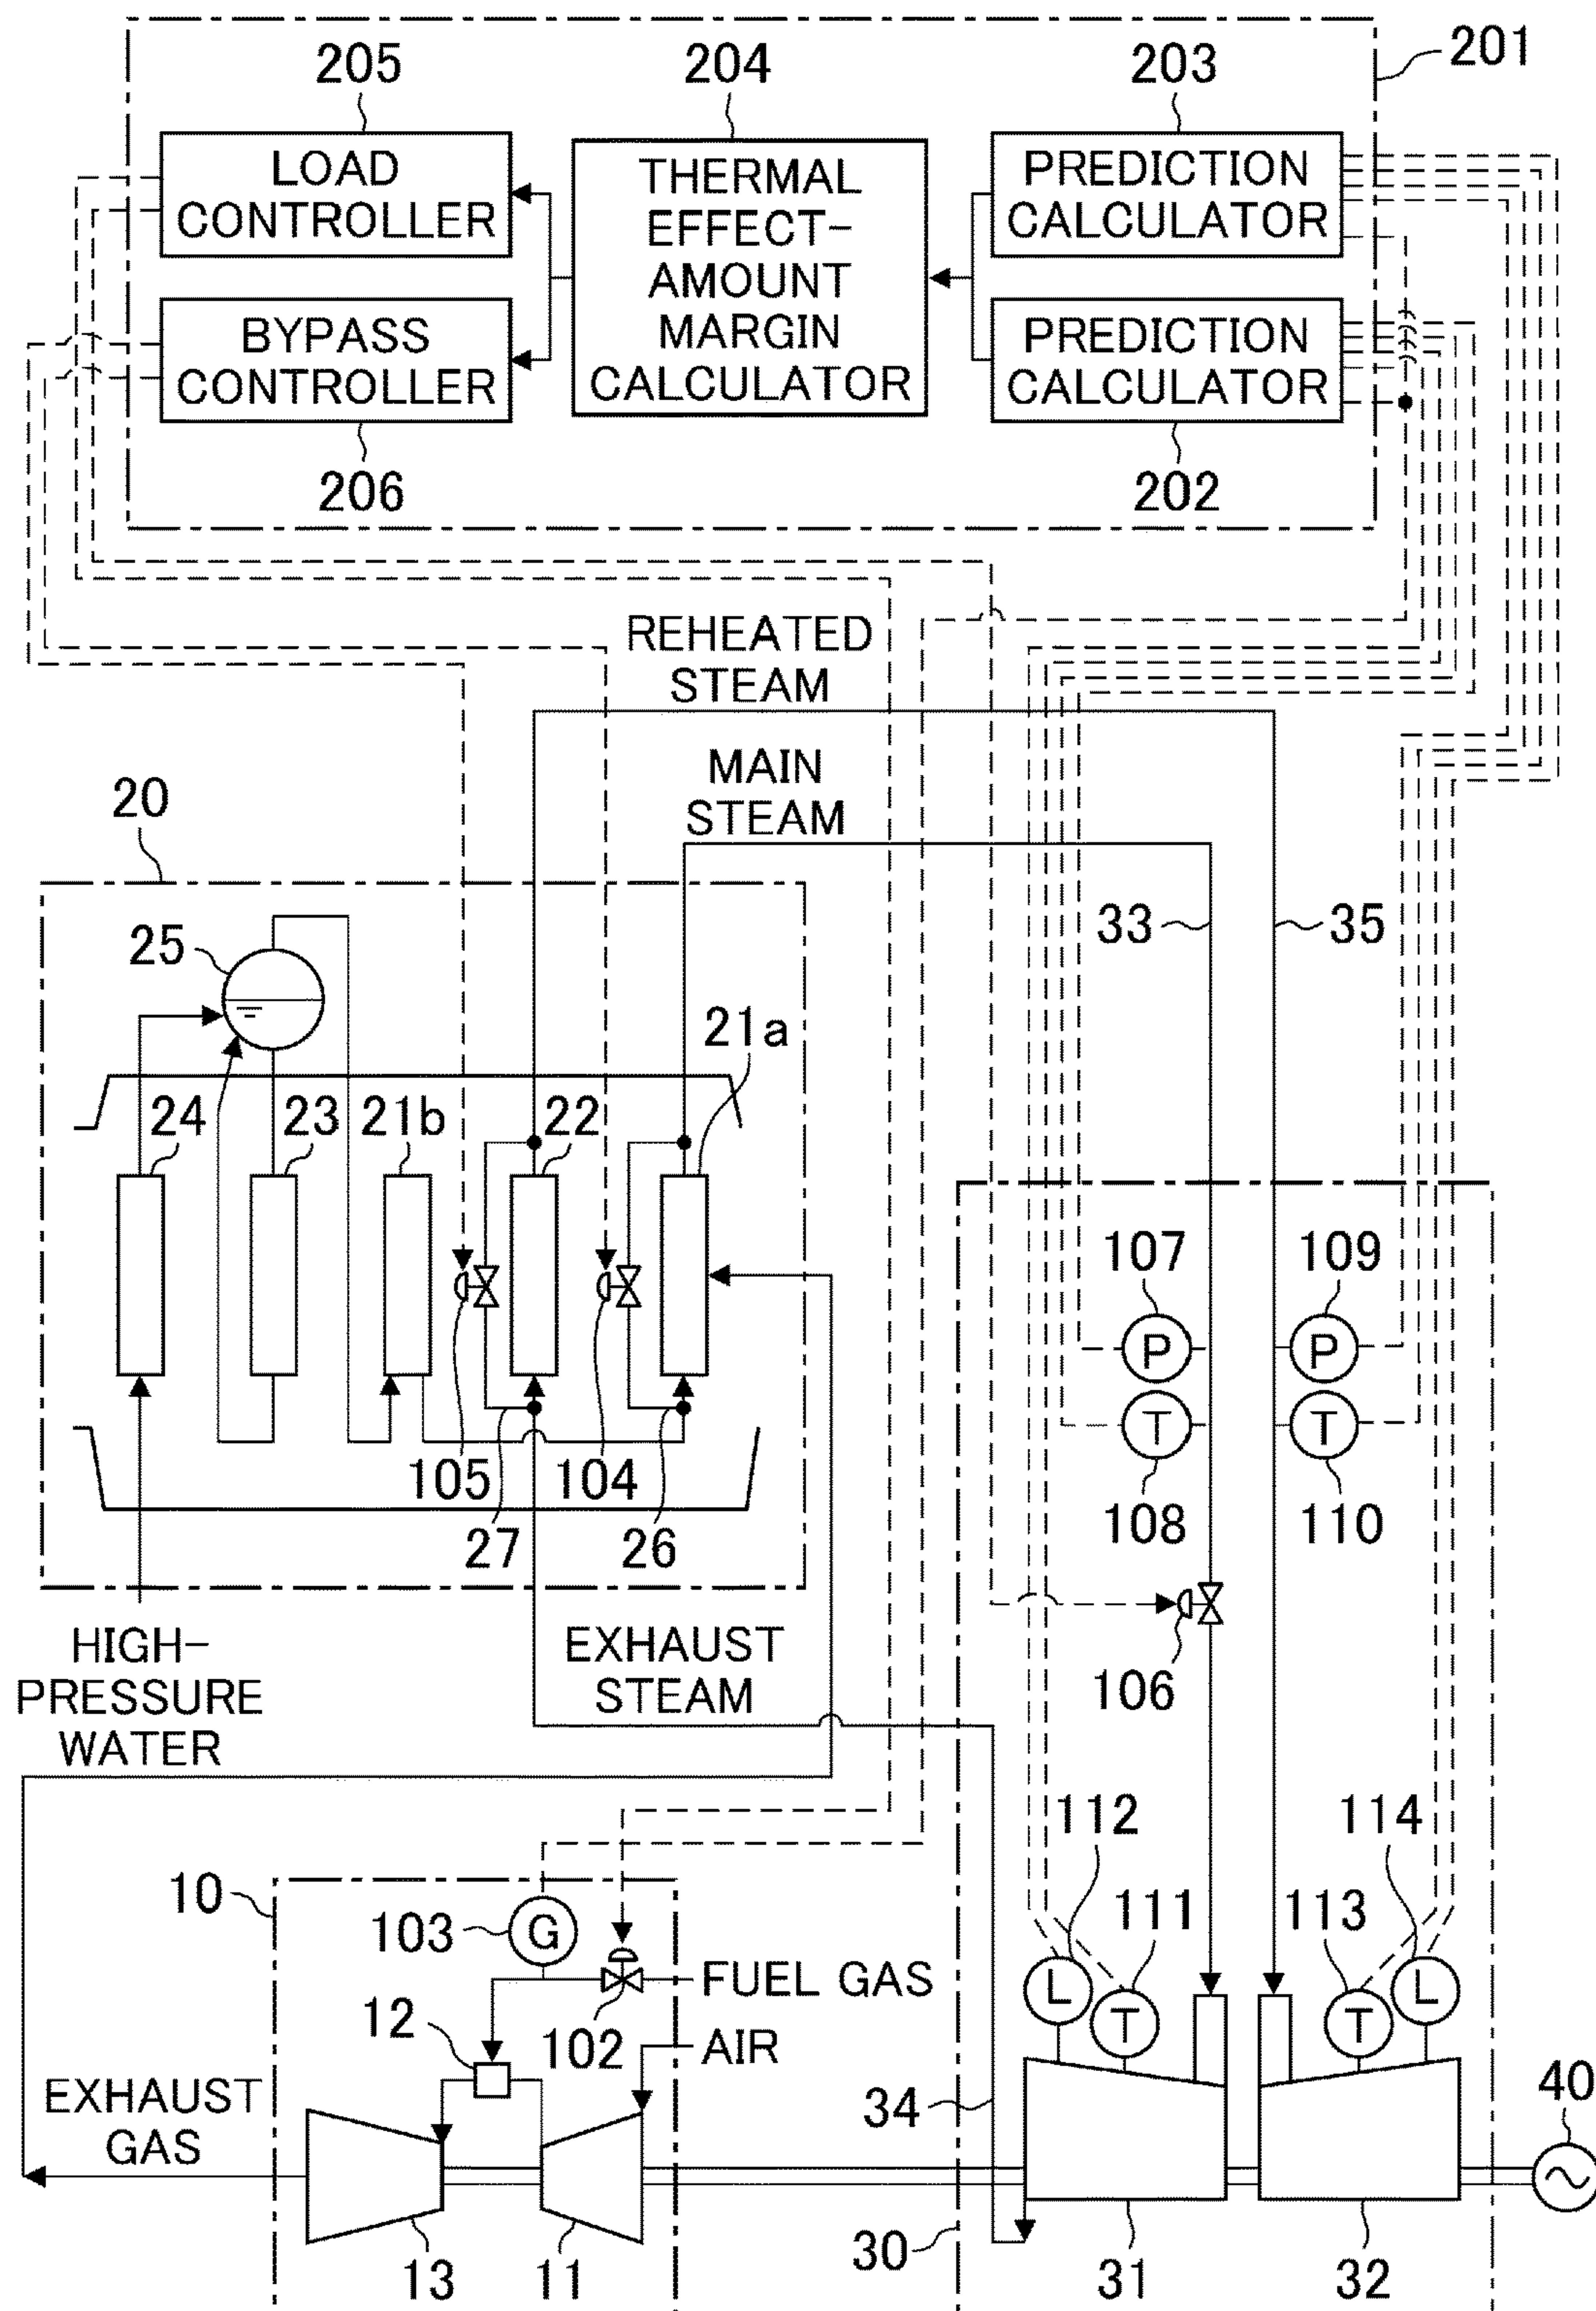 201
205
204
203
LOAD
CONTROLLER
THERMAL
EFFECT-
AMOUNT
MARGIN
CALCULATOR
PREDICTION
CALCULATOR
BYPASS
CONTROLLER
PREDICTION
CALCULATOR
206
202
REHEATED
STEAM
MAIN
STEAM
20
33
35
25
21a
24
23
21b
22
107
109
P
P
T
T
105
104
108
110
27
26
HIGH-
PRESSURE
WATER
EXHAUST
STEAM
106
112
114
10
103
G
111
113
FUEL GAS
L
T
T
L
12
102
AIR
EXHAUST
GAS
34
40
13
11
30
31
32